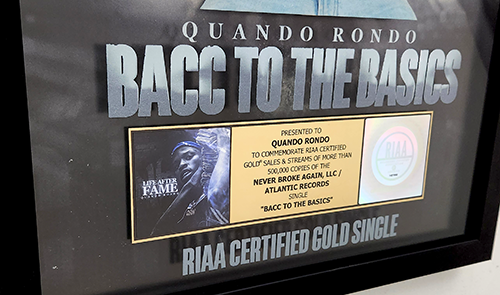 QUANDO RONDO
BACC TO THE BASICS
LIFE AFTER
FAME
QUANDO RONDO
PRESENTED TO
QUANDO RONDO
TO COMMEMORATE RIAA CERTIFIED
GOLD® SALES & STREAMS OF MORE THAN
500,000 COPIES OF THE
NEVER BROKE AGAIN, LLC /
ATLANTIC RECORDS
SINGLE
"BACC TO THE BASICS"
RIAA
RIAA CERTIFIED GOLD SINGLE